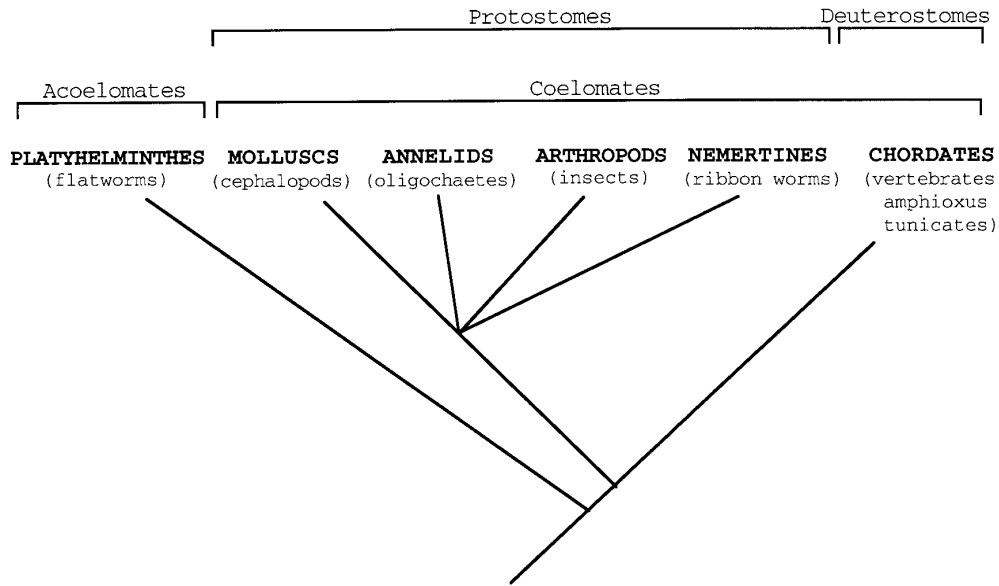 Protostomes Deuterostomes
Acoelomates Coelomates
PLATYHELMINTHES MOLLUSCS ANNELIDS ARTHROPODS NEMERTINES CHORDATES
(flatworms) (cephalopods) (oligochaetes) (insects) (ribbon worms) (vertebrates
amphioxus
tunicates)